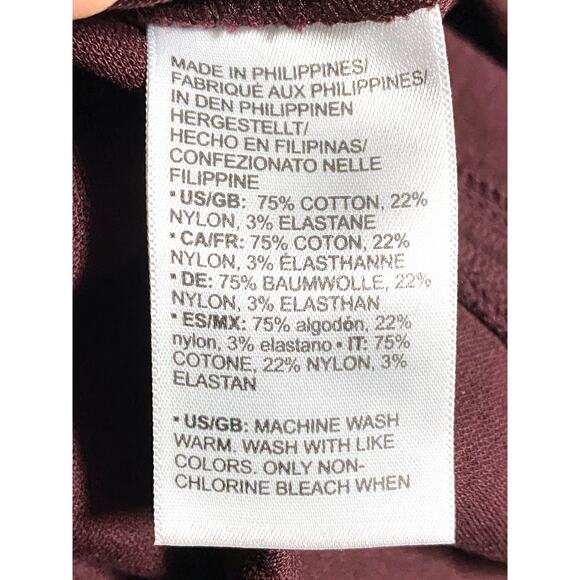 MADE IN PHILIPPINES/
FABRIQUÉ AUX PHILIPPINES/
IN DEN PHILIPPINEN
HERGESTELLT/
HECHO EN FILIPINAS/
CONFEZIONATO NELLE
FILIPPINE
• US/GB: 75% COTTON, 22%
NYLON, 3% ELASTANE
• CA/FR: 75% COTON, 22%
NYLON, 3% ÉLASTHANNE
• DE: 75% BAUMWOLLE, 22%
NYLON, 3% ELASTHAN
• ES/MX: 75% algodón, 22%
nylon, 3% elastano • IT: 75%
COTONE, 22% NYLON, 3%
ELASTAN
• US/GB: MACHINE WASH
WARM. WASH WITH LIKE
COLORS. ONLY NON-
CHLORINE BLEACH WHEN